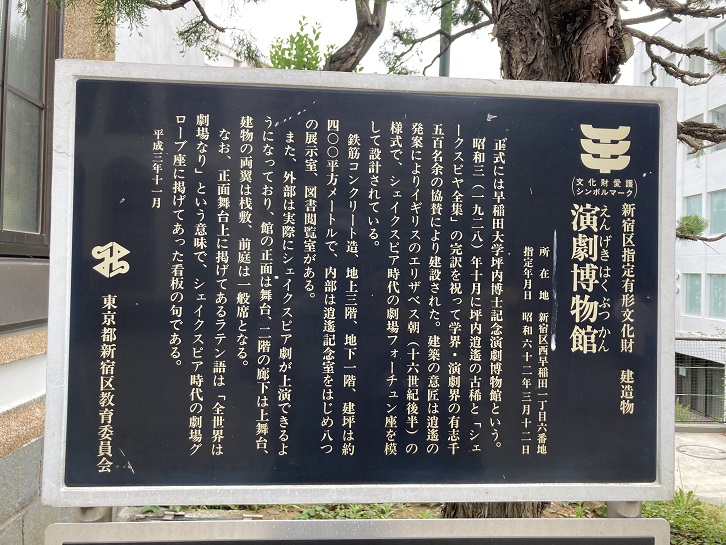 （文化財愛護
シンボルマーク）
新宿区指定有形文化財　建造物
えんげきはくぶつかん
演劇博物館
所在地　新宿区西早稲田一丁目六番地
指定年月日　昭和六十二年三月十二日
正式には早稲田大学坪内博士記念演劇博物館という。
昭和三（一九二八）年十月に坪内逍遥の古稀と「シェ
ークスピヤ全集」の完訳を祝って学界・演劇界の有志千
五百名余の協賛により建設された。建築の意匠は逍遥の
発案によりイギリスのエリザベス朝（十六世紀後半）の
様式で、シェイクスピア時代の劇場フォーチュン座を模
して設計されている。
鉄筋コンクリート造、地上三階、地下一階、建坪は約
四〇〇平方メートルで、内部は逍遥記念室をはじめ八つ
の展示室、図書閲覧室がある。
また、外部は実際にシェイクスピア劇が上演できるよ
うになっており、館の正面は舞台、二階の廊下は上舞台、
建物の両翼は桟敷、前庭は一般席となる。
なお、正面舞台上に掲げてあるラテン語は「全世界は
劇場なり」という意味で、シェイクスピア時代の劇場グ
ローブ座に掲げてあった看板の句である。
平成三年十一月
東京都新宿区教育委員会